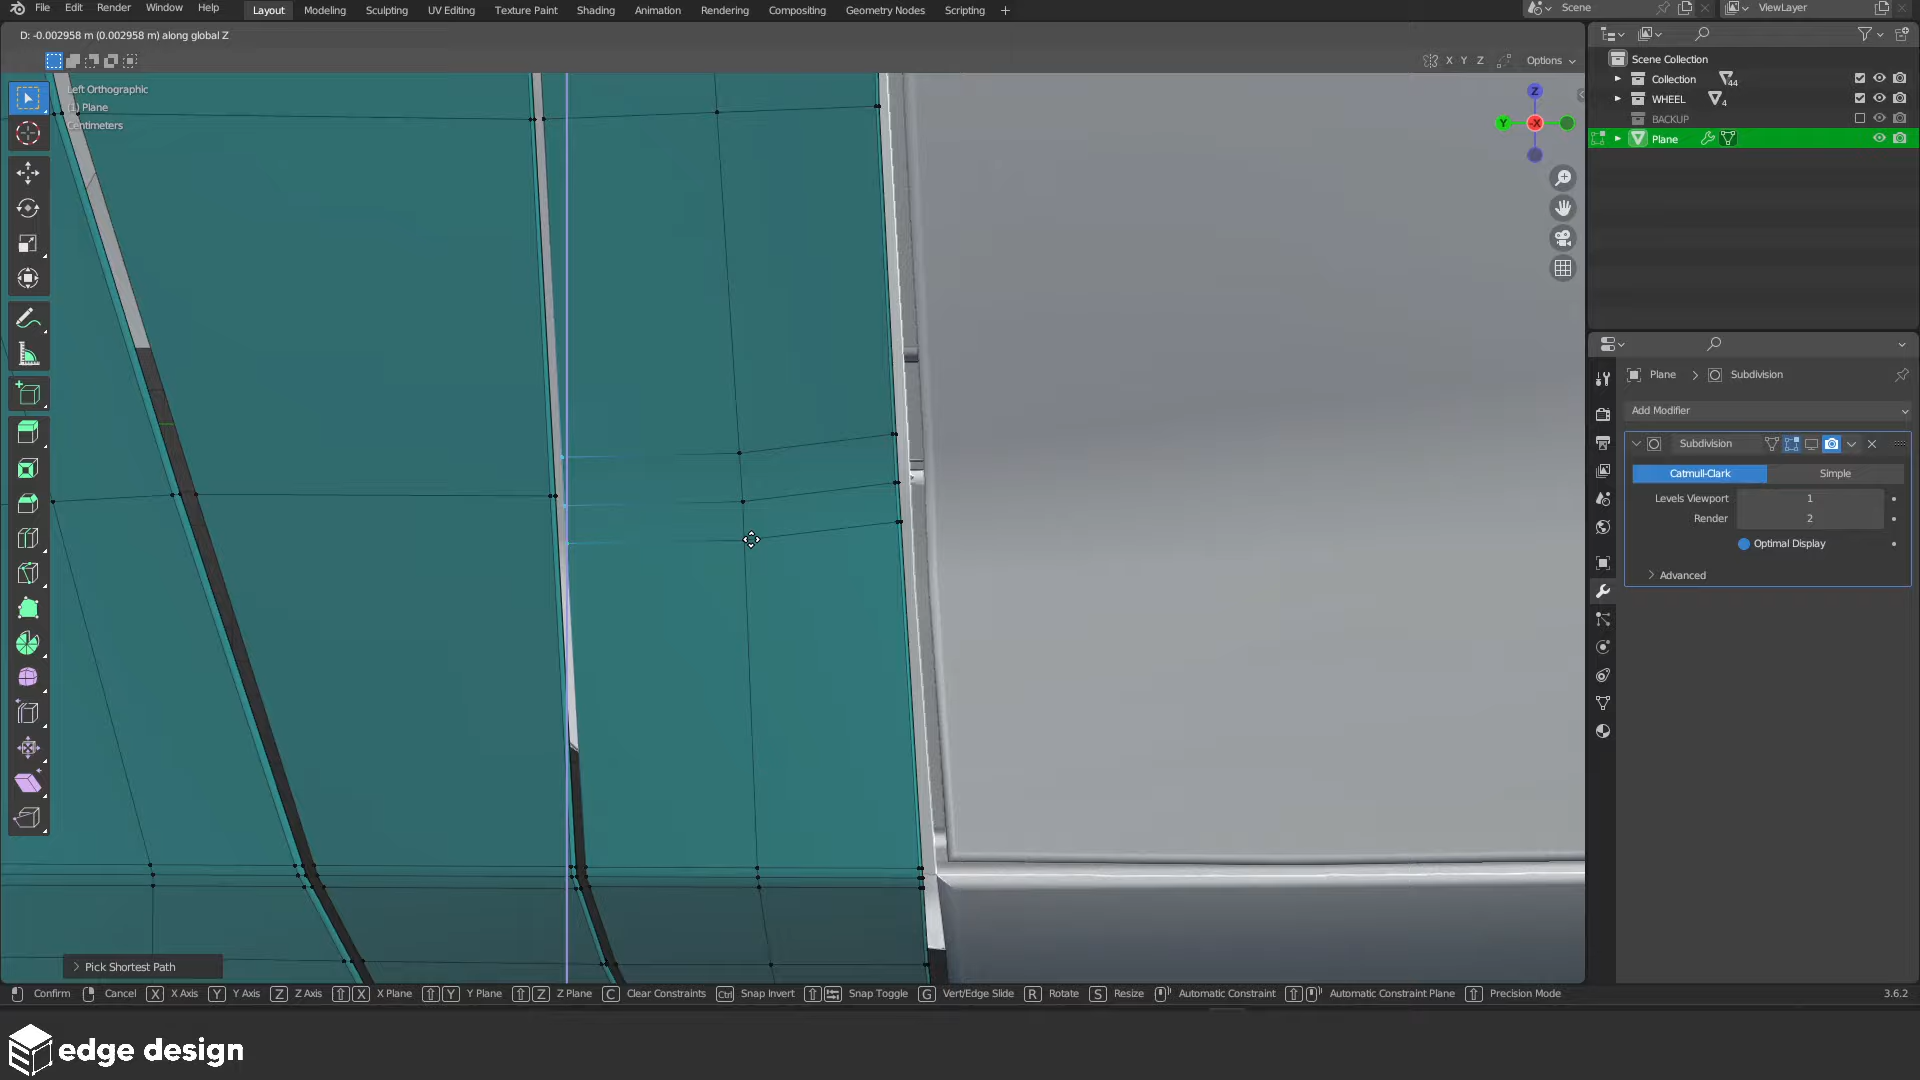 File Edit Render Window Help Layout Modeling Sculpting UV Editing Texture Paint Shading Animation Rendering Compositing Geometry Nodes Scripting + Scene ViewLayer
D: -0.002958 m (0.002958 m) along global Z
X Y Z Options
Left Orthographic
(1) Plane
Centimeters
Z
Y
-X
Scene Collection
Collection 44
WHEEL 4
BACKUP
Plane
Plane Subdivision
Add Modifier
Subdivision
Catmull-Clark Simple
Levels Viewport 1
Render 2
Optimal Display
Advanced
Pick Shortest Path
Confirm Cancel X X Axis Y Y Axis Z Z Axis X X Plane Y Y Plane Z Z Plane C Clear Constraints Ctrl Snap Invert Snap Toggle G Vert/Edge Slide R Rotate S Resize Automatic Constraint Automatic Constraint Plane Precision Mode 3.6.2
edge design